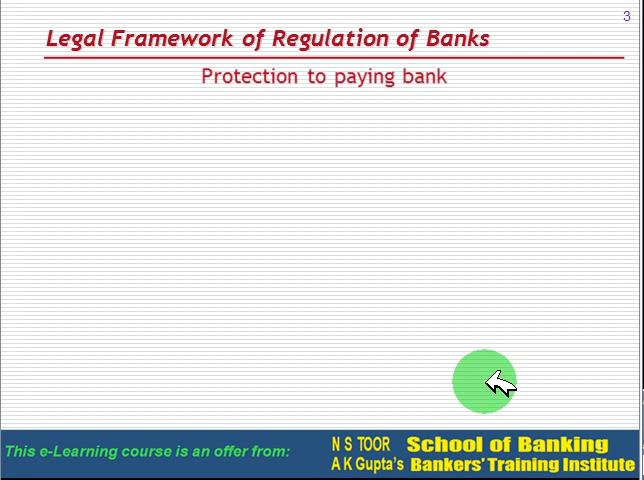 3
Legal Framework of Regulation of Banks
Protection to paying bank
This e-Learning course is an offer from:
N S TOOR School of Banking
A K Gupta's Bankers' Training Institute